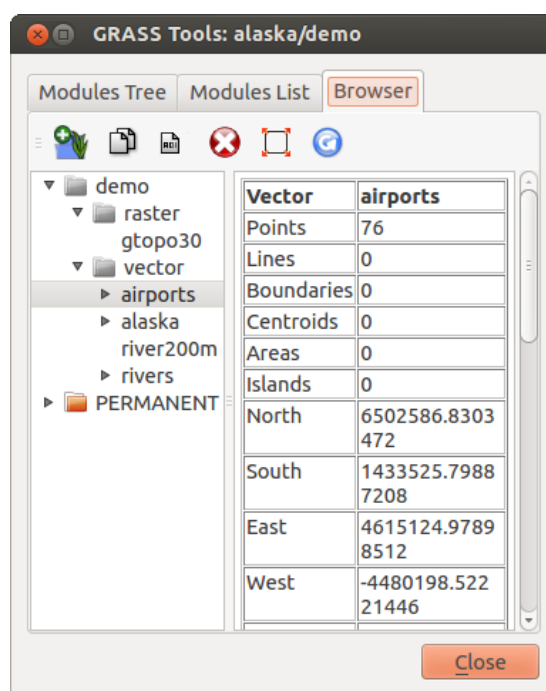 GRASS Tools: alaska/demo
Modules Tree
Modules List
Browser
demo
raster
gtopo30
vector
airports
alaska
river200m
rivers
PERMANENT
Vector airports
Points 76
Lines 0
Boundaries 0
Centroids 0
Areas 0
Islands 0
North 6502586.8303
472
South 1433525.7988
7208
East 4615124.9789
8512
West -4480198.522
21446
Close